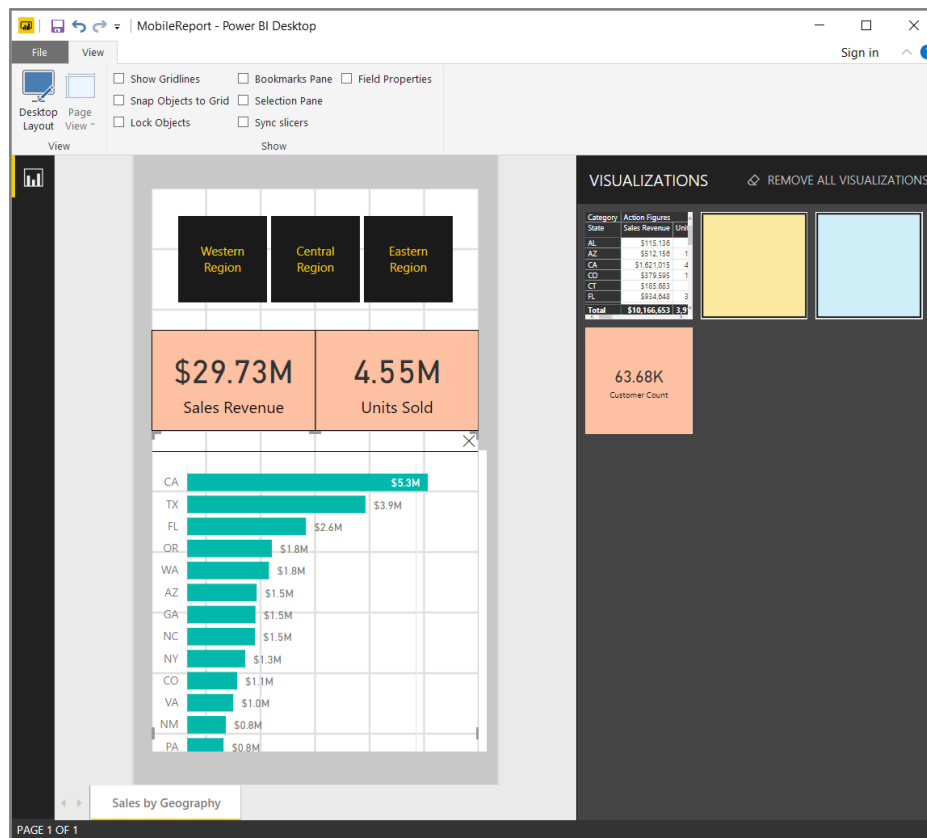 MobileReport - Power BI Desktop
File View Sign in
Show Gridlines Bookmarks Pane Field Properties
Snap Objects to Grid Selection Pane
Lock Objects Sync slicers
Desktop Layout
Page View
View Show
Western Region
Central Region
Eastern Region
$29.73M
Sales Revenue
4.55M
Units Sold
CA $5.3M
TX $3.9M
FL $2.6M
OR $1.8M
WA $1.8M
AZ $1.5M
GA $1.5M
NC $1.5M
NY $1.3M
CO $1.1M
VA $1.0M
NM $0.8M
PA $0.8M
VISUALIZATIONS REMOVE ALL VISUALIZATIONS
Category Action Figures
State Sales Revenue
AL $115,136
AZ $512,156 1
CA $1,621,015 4
CO $379,595 1
CT $185,683
FL $934,648 3
Total $10,166,653 3,9
63.68K
Customer Count
Sales by Geography
PAGE 1 OF 1